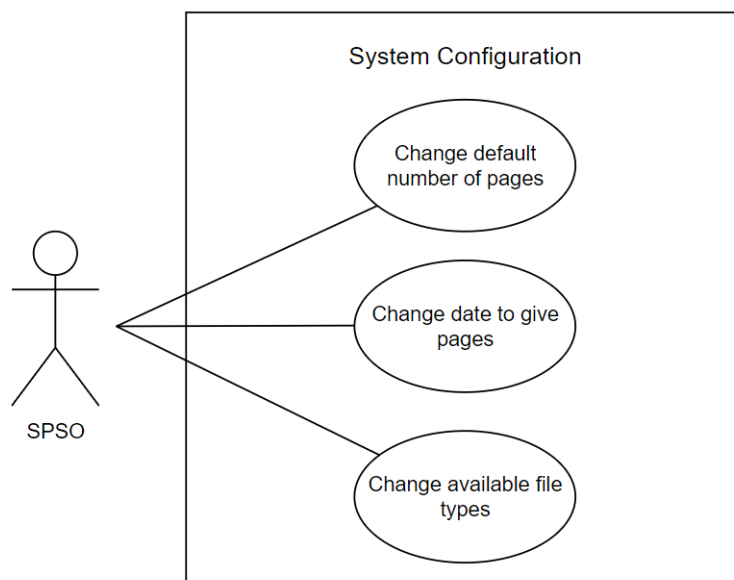 System Configuration
Change default
number of pages
Change date to give
pages
SPSO
Change available file
types